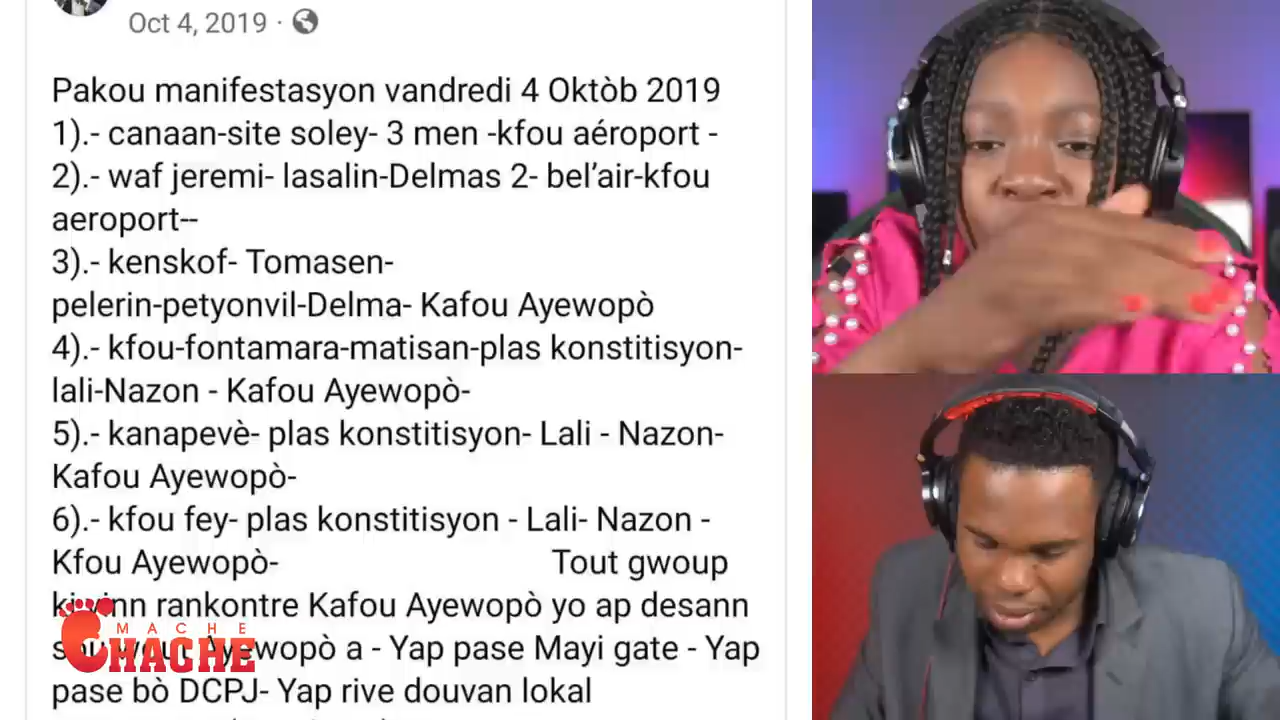 Oct 4, 2019 ·
Pakou manifestasyon vandredi 4 Oktòb 2019
1).- canaan-site soley- 3 men -kfou aéroport -
2).- waf jeremi- lasalin-Delmas 2- bel’air-kfou
aeroport--
3).- kenskof- Tomasen-
pelerin-petyonvil-Delma- Kafou Ayewopò
4).- kfou-fontamara-matisan-plas konstitisyon-
lali-Nazon - Kafou Ayewopò-
5).- kanapevè- plas konstitisyon- Lali - Nazon-
Kafou Ayewopò-
6).- kfou fey- plas konstitisyon - Lali- Nazon -
Kfou Ayewopò- Tout gwoup
rankontre Kafou Ayewopò yo ap desann
Ayewopò a - Yap pase Mayi gate - Yap
pase bò DCPJ- Yap rive douvan lokal
MACHE
CHACHE